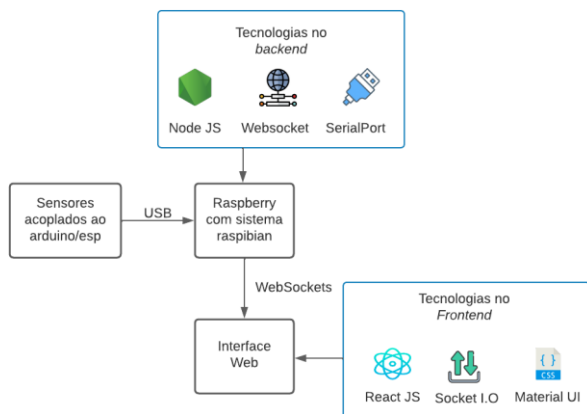 Tecnologias no
backend
Node JS
Websocket
SerialPort
Sensores
acoplados ao
arduino/esp
USB
Raspberry
com sistema
raspibian
WebSockets
Tecnologias no
Frontend
Interface
Web
React JS
Socket I.O
Material UI
{ }
CSS